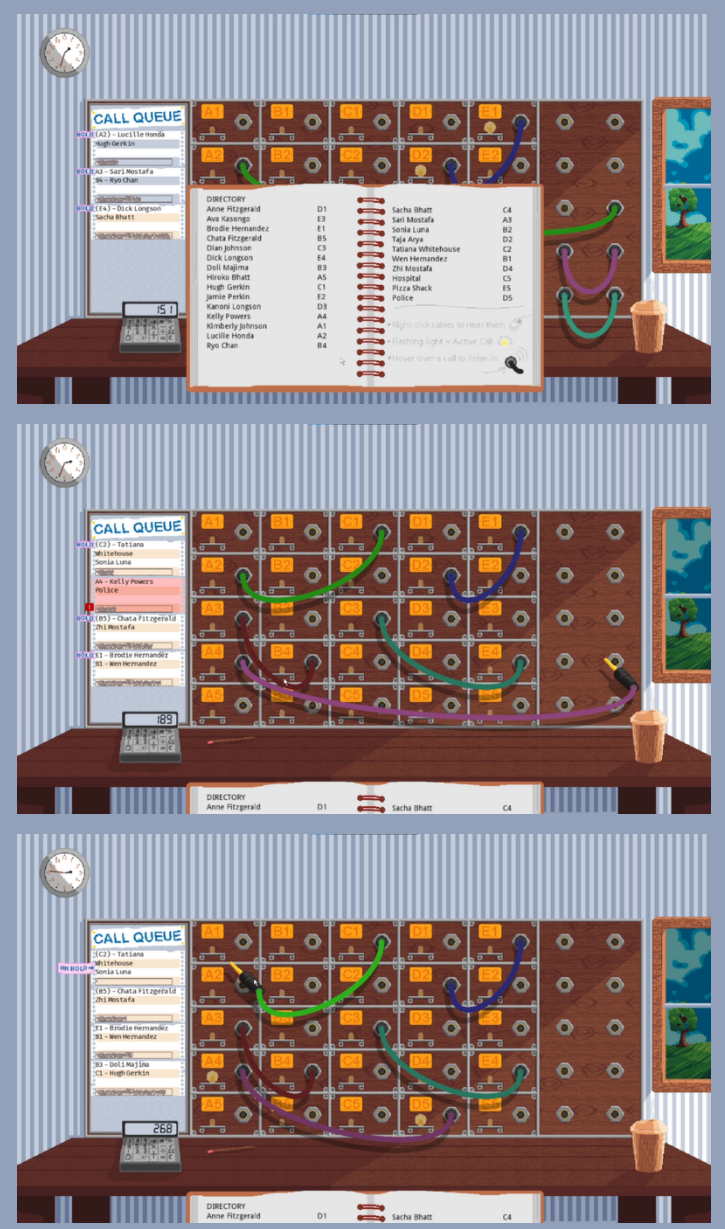 A1 B1 C1 D1 E1
CALL QUEUE
HOLD (A2) - Lucille Honda
Hugh Gerkin
A2 B2 C2 D2 E2
HOLD A3 - Sari Mostafa
B4 - Ryo Chan
HOLD (E4) - Dick Longson
Sacha Bhatt
151
DIRECTORY
Anne Fitzgerald D1
Ava Kasongo E3
Brodie Hernandez E1
Chata Fitzgerald B5
Dian Johnson C3
Dick Longson E4
Doli Majima B3
Hiroko Bhatt A5
Hugh Gerkin C1
Jamie Perkin E2
Kanoni Longson D3
Kelly Powers A4
Kimberly Johnson A1
Lucille Honda A2
Ryo Chan B4
Sacha Bhatt C4
Sari Mostafa A3
Sonia Luna B2
Taja Arya D2
Tatiana Whitehouse C2
Wen Hernandez B1
Zhi Mostafa D4
Hospital C5
Pizza Shack E5
Police D5
*Right-click cables to reset them
*Flashing light = Active Call
*Hover over a call to listen in
A1 B1 C1 D1 E1
CALL QUEUE
HOLD (C2) - Tatiana
Whitehouse
Sonia Luna
A2 B2 C2 D2 E2
A4 - Kelly Powers
Police
A3 C3 D3 E3
HOLD (B5) - Chata Fitzgerald
Zhi Mostafa
HOLD E1 - Brodie Hernandez
B1 - Wen Hernandez
A4 B4 C4 D4 E4
A5 C5 D5
189
DIRECTORY
Anne Fitzgerald D1 Sacha Bhatt C4
A1 B1 C1 D1 E1
CALL QUEUE
(C2) - Tatiana
Whitehouse
Sonia Luna
A2 B2 C2 D2 E2
(B5) - Chata Fitzgerald
Zhi Mostafa
A3 C3 D3 E3
E1 - Brodie Hernandez
B1 - Wen Hernandez
B3 - Doli Majima
C1 - Hugh Gerkin
A4 B4 C4 D4 E4
A5 C5 D5
268
DIRECTORY
Anne Fitzgerald D1 Sacha Bhatt C4